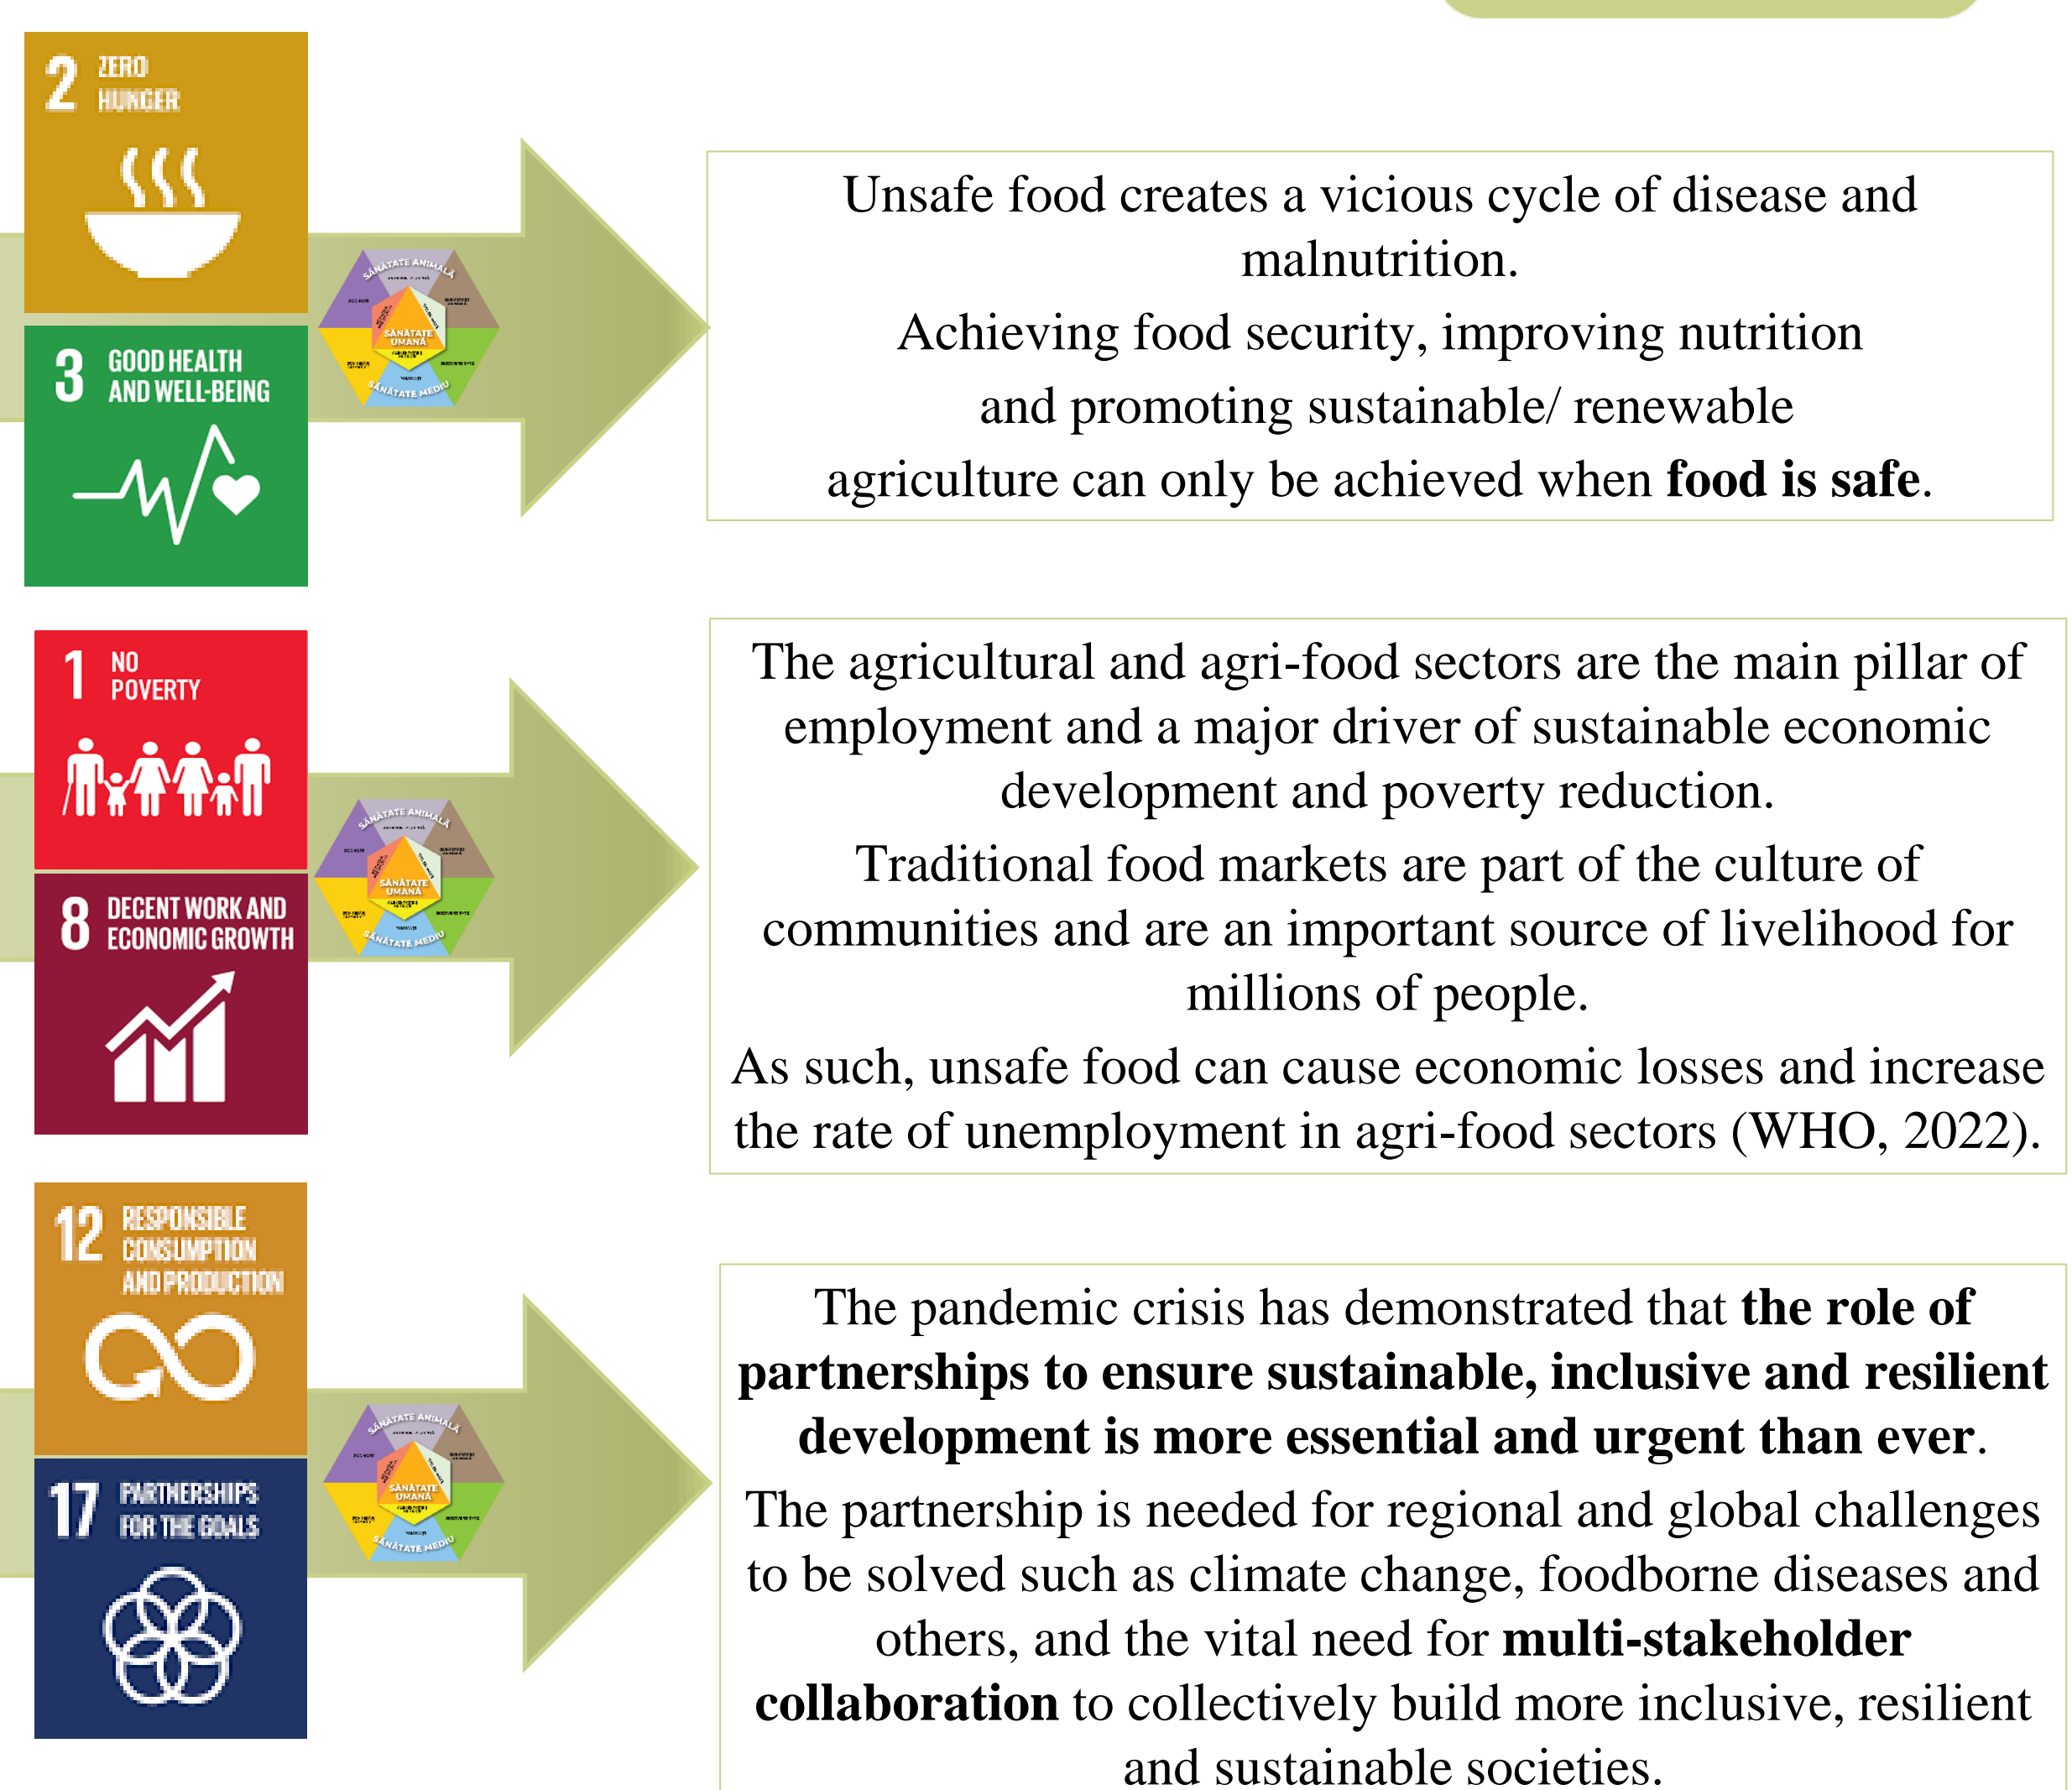 2 ZERO
HUNGER
3 GOOD HEALTH
AND WELL-BEING
SĂNĂTATE ANIMALĂ
SĂNĂTATE
UMANĂ
SĂNĂTATE MEDIU
Unsafe food creates a vicious cycle of disease and
malnutrition.
Achieving food security, improving nutrition
and promoting sustainable/ renewable
agriculture can only be achieved when food is safe.
1 NO
POVERTY
8 DECENT WORK AND
ECONOMIC GROWTH
SĂNĂTATE ANIMALĂ
SĂNĂTATE
UMANĂ
SĂNĂTATE MEDIU
The agricultural and agri-food sectors are the main pillar of
employment and a major driver of sustainable economic
development and poverty reduction.
Traditional food markets are part of the culture of
communities and are an important source of livelihood for
millions of people.
As such, unsafe food can cause economic losses and increase
the rate of unemployment in agri-food sectors (WHO, 2022).
12 RESPONSIBLE
CONSUMPTION
AND PRODUCTION
17 PARTNERSHIPS
FOR THE GOALS
SĂNĂTATE ANIMALĂ
SĂNĂTATE
UMANĂ
SĂNĂTATE MEDIU
The pandemic crisis has demonstrated that the role of
partnerships to ensure sustainable, inclusive and resilient
development is more essential and urgent than ever.
The partnership is needed for regional and global challenges
to be solved such as climate change, foodborne diseases and
others, and the vital need for multi-stakeholder
collaboration to collectively build more inclusive, resilient
and sustainable societies.